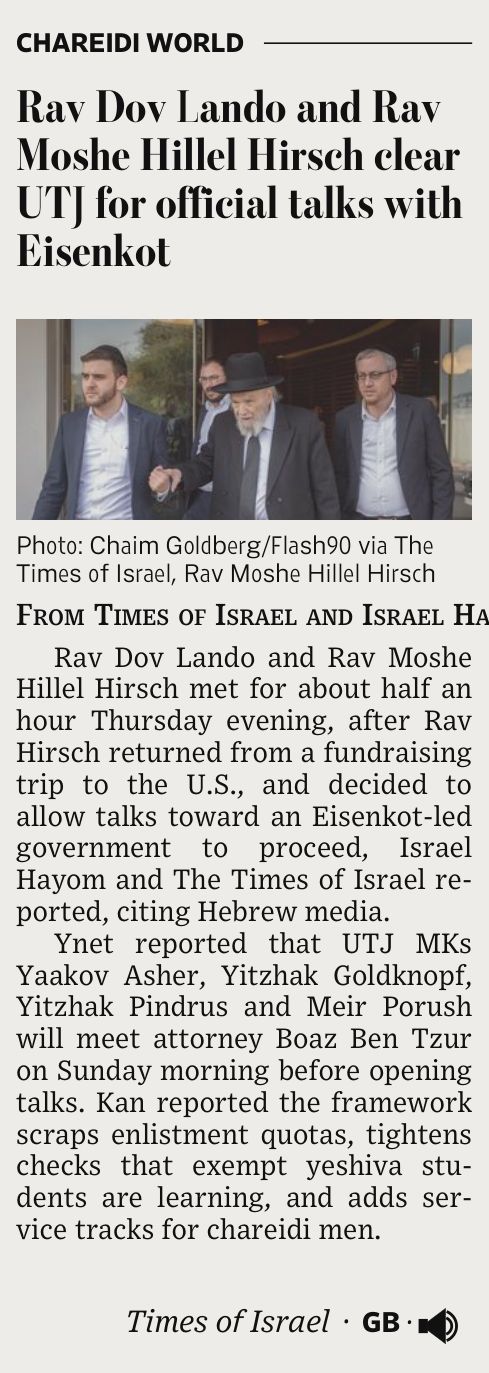 CHAREIDI WORLD
Rav Dov Lando and Rav
Moshe Hillel Hirsch clear
UTJ for official talks with
Eisenkot
Photo: Chaim Goldberg/Flash90 via The
Times of Israel, Rav Moshe Hillel Hirsch
FROM TIMES OF ISRAEL AND ISRAEL HA
Rav Dov Lando and Rav Moshe
Hillel Hirsch met for about half an
hour Thursday evening, after Rav
Hirsch returned from a fundraising
trip to the U.S., and decided to
allow talks toward an Eisenkot-led
government to proceed, Israel
Hayom and The Times of Israel re-
ported, citing Hebrew media.
Ynet reported that UTJ MKs
Yaakov Asher, Yitzhak Goldknopf,
Yitzhak Pindrus and Meir Porush
will meet attorney Boaz Ben Tzur
on Sunday morning before opening
talks. Kan reported the framework
scraps enlistment quotas, tightens
checks that exempt yeshiva stu-
dents are learning, and adds ser-
vice tracks for chareidi men.
Times of Israel · GB ·